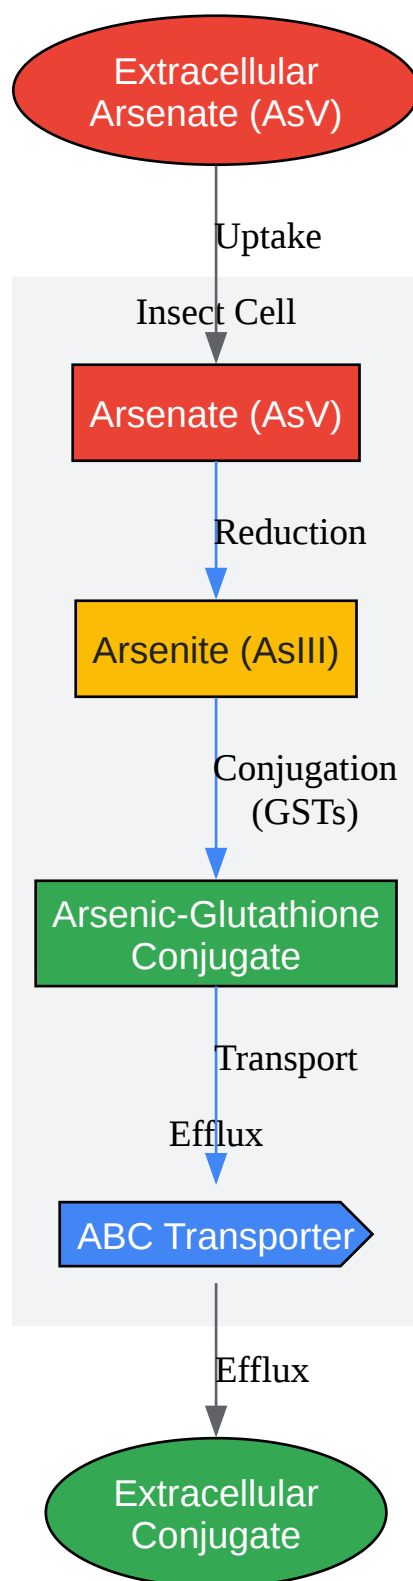 Extracellular
Arsenate (AsV)
Uptake
Insect Cell
Arsenate (AsV)
Reduction
Arsenite (AsIII)
Conjugation
(GSTs)
Arsenic-Glutathione
Conjugate
Transport
Efflux
ABC Transporter
Efflux
Extracellular
Conjugate